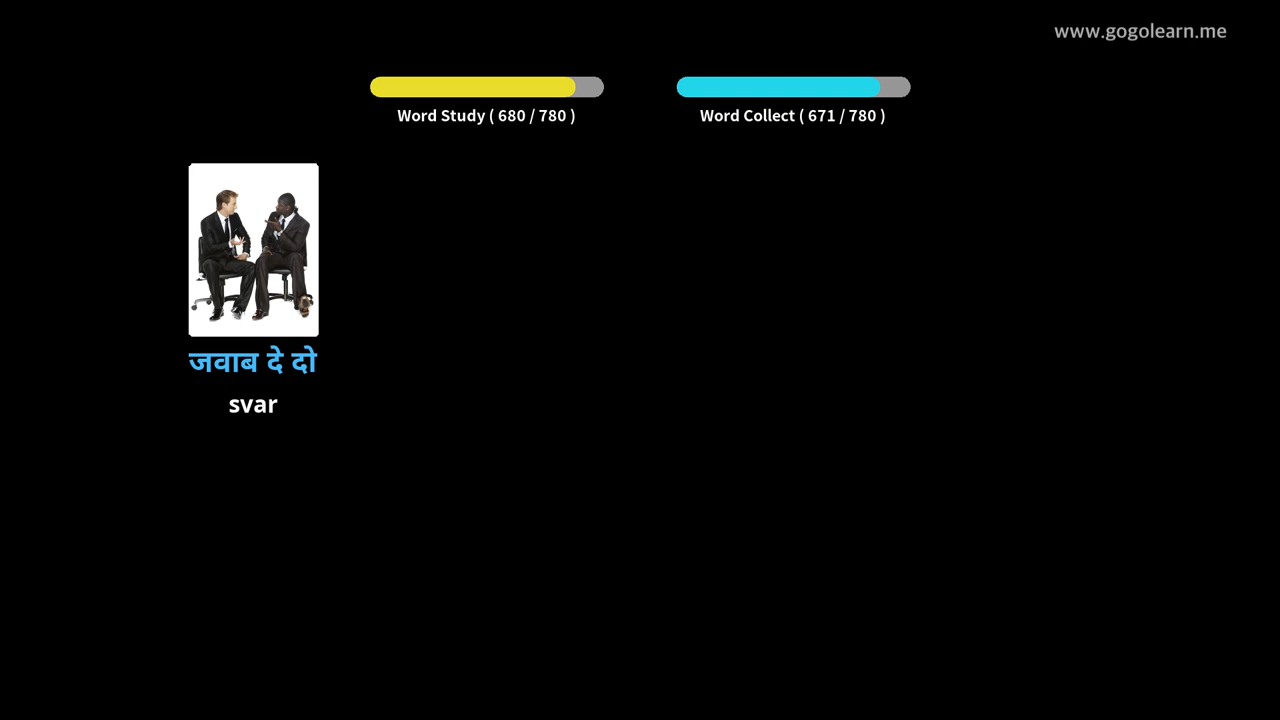 www.gogolearn.me
Word Study ( 680 / 780 )
Word Collect ( 671 / 780 )
जवाब दे दो
svar